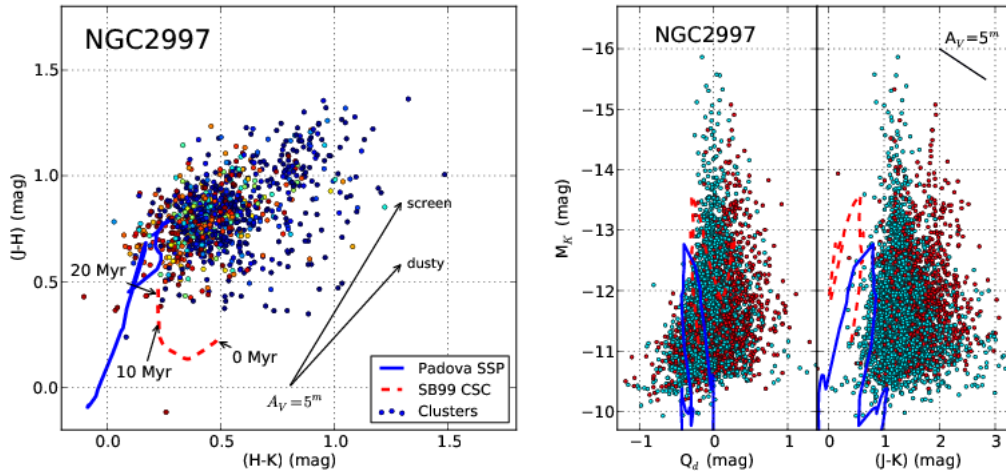 NGC2997
1.5
1.0
0.5
0.0
(J-H) (mag)
0.0
0.5
1.0
1.5
(H-K) (mag)
20 Myr
10 Myr
0 Myr
screen
dusty
A_V=5^m
Padova SSP
SB99 CSC
Clusters
NGC2997
−16
−15
−14
−13
−12
−11
−10
M_K (mag)
−1
0
1
Q_d (mag)
A_V=5^m
0
1
2
3
(J-K) (mag)